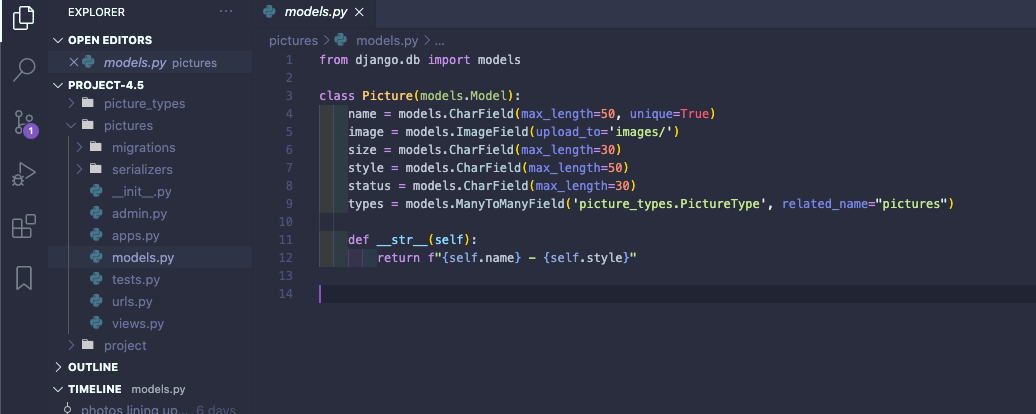 EXPLORER
···
OPEN EDITORS
models.py pictures
PROJECT-4.5
picture_types
pictures
migrations
serializers
__init__.py
admin.py
apps.py
models.py
tests.py
urls.py
views.py
project
OUTLINE
TIMELINE models.py
photos lining up... 6 days
1
models.py
pictures > models.py > ...
1 from django.db import models
2
3 class Picture(models.Model):
4     name = models.CharField(max_length=50, unique=True)
5     image = models.ImageField(upload_to='images/')
6     size = models.CharField(max_length=30)
7     style = models.CharField(max_length=50)
8     status = models.CharField(max_length=30)
9     types = models.ManyToManyField('picture_types.PictureType', related_name="pictures")
10
11     def __str__(self):
12         return f"{self.name} - {self.style}"
13
14